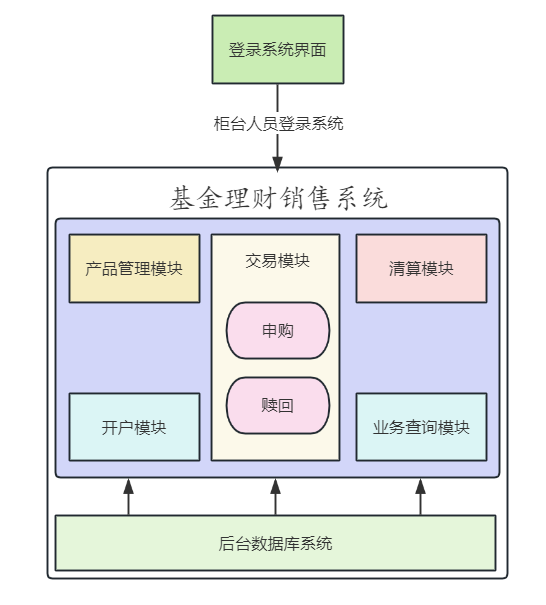 登录系统界面
柜台人员登录系统
基金理财销售系统
产品管理模块
交易模块
清算模块
申购
赎回
开户模块
业务查询模块
后台数据库系统